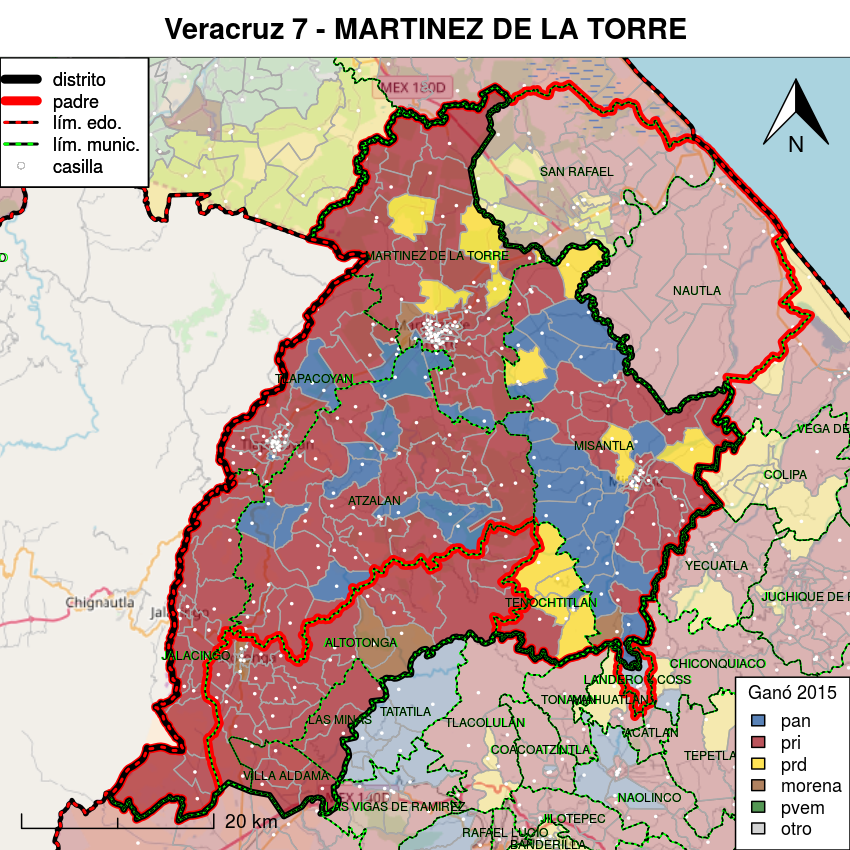 Veracruz 7 - MARTINEZ DE LA TORRE
distrito
padre
lím. edo.
lím. munic.
casilla
MEX 180D
N
SAN RAFAEL
MARTINEZ DE LA TORRE
NAUTLA
TLAPACOYAN
VEGA DE
MISANTLA
COLIPA
ATZALAN
YECUATLA
Chignautla
TENOCHTITLAN
JUCHIQUE DE F
ALTOTONGA
JALACINGO
CHICONQUIACO
LANDERO Y COSS
TATATILA
LAS MINAS
TLACOLULAN
ACATLAN
COACOATZINTLA
TEPETLA
VILLA ALDAMA
NAOLINCO
LAS VIGAS DE RAMIREZ
JILOTEPEC
RAFAEL LUCIO
BANDERILLA
20 km
Ganó 2015
pan
pri
prd
morena
pvem
otro